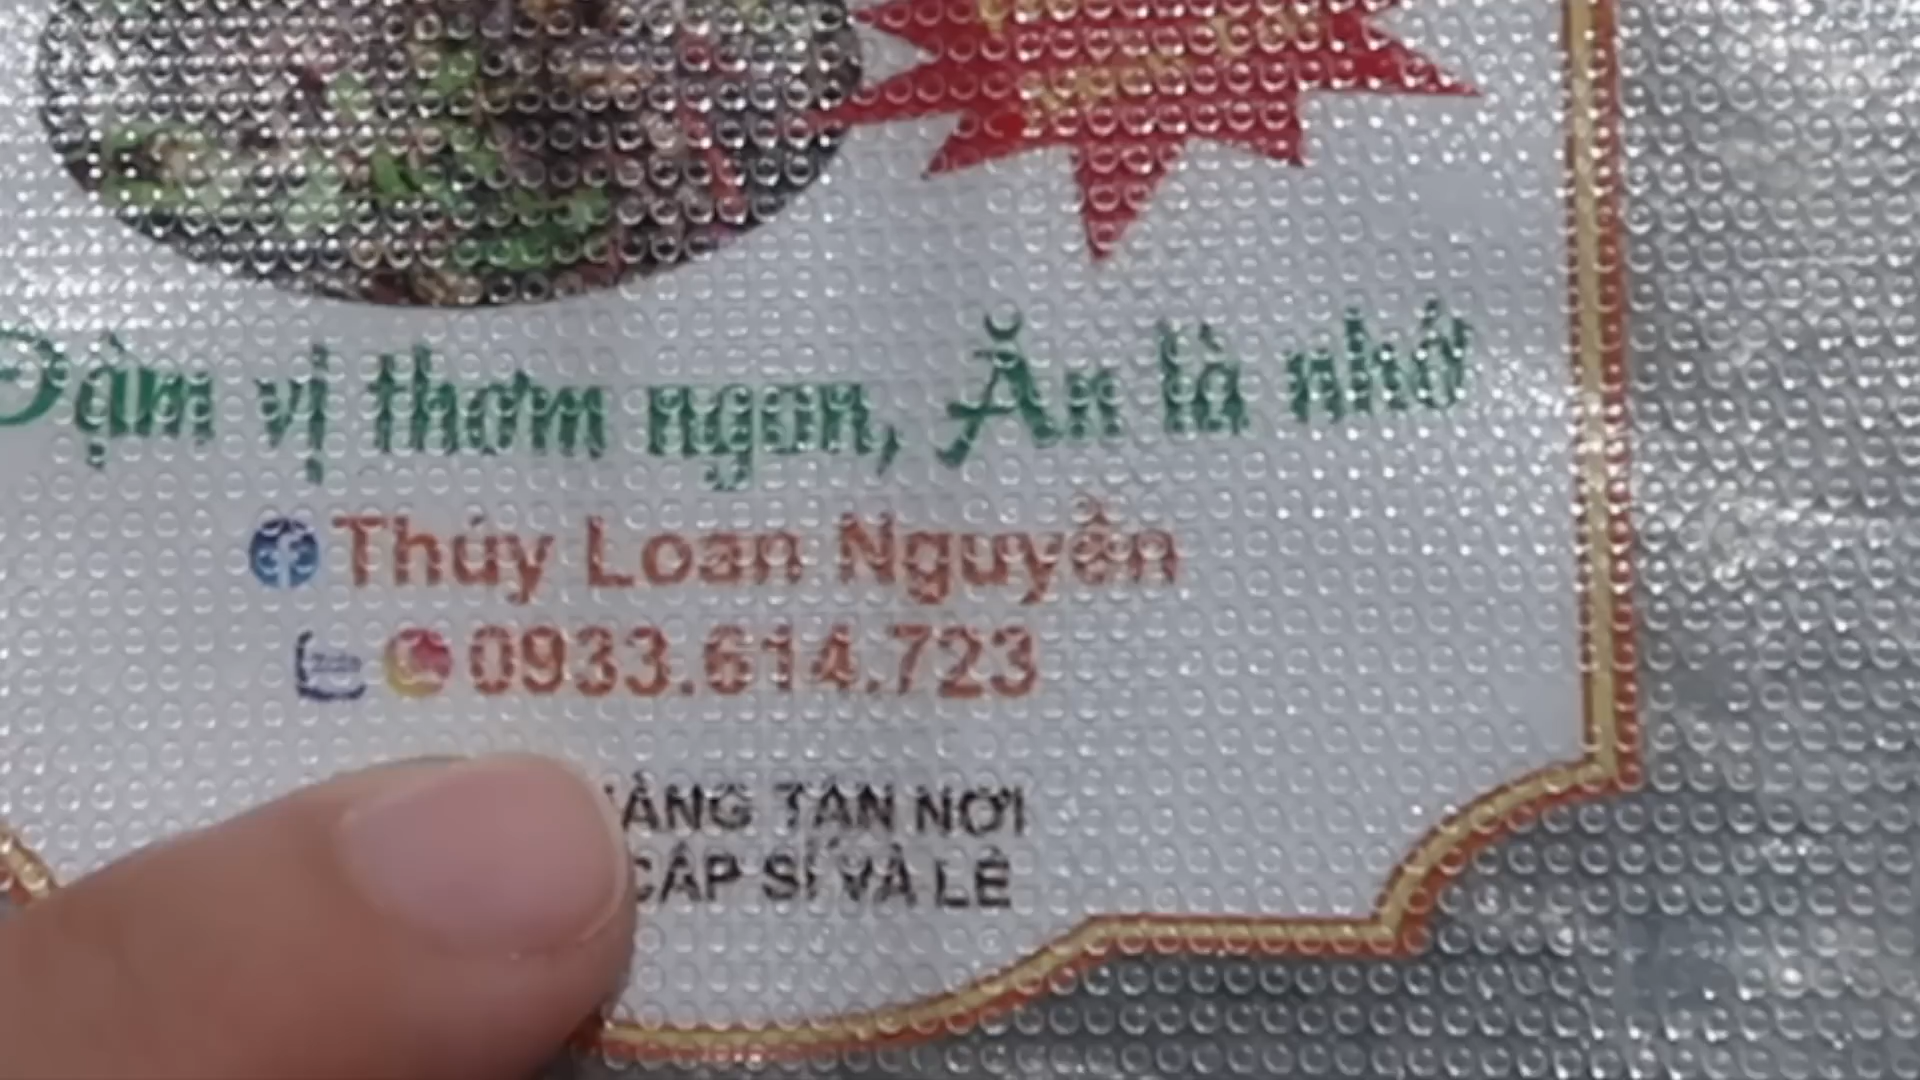 Đậm vị thơm ngon, Ăn là nhớ
Thúy Loan Nguyễn
0933.614.723
TẬN NƠI
CẤP SỈ VÀ LẺ